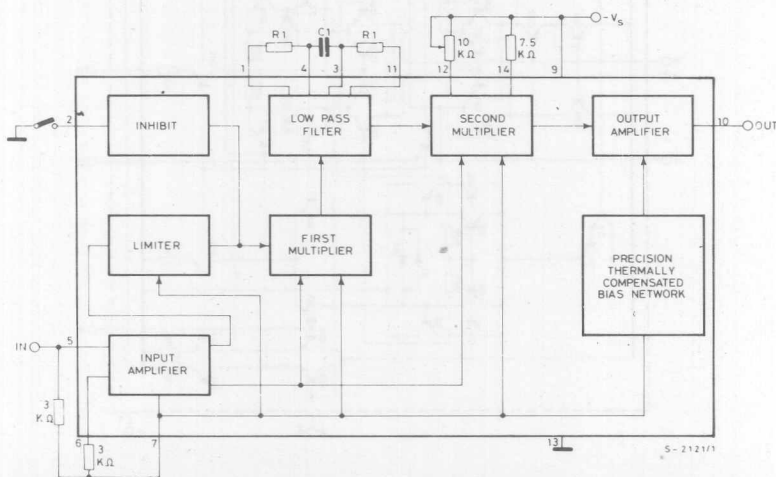 R1
C1
R1
-Vs
10
KΩ
7.5
KΩ
1
4
3
11
12
14
9
2
INHIBIT
LOW PASS
FILTER
SECOND
MULTIPLIER
OUTPUT
AMPLIFIER
10
OUT
LIMITER
FIRST
MULTIPLIER
PRECISION
THERMALLY
COMPENSATED
BIAS NETWORK
IN
5
INPUT
AMPLIFIER
3
KΩ
6
3
KΩ
7
13
S-2121/1